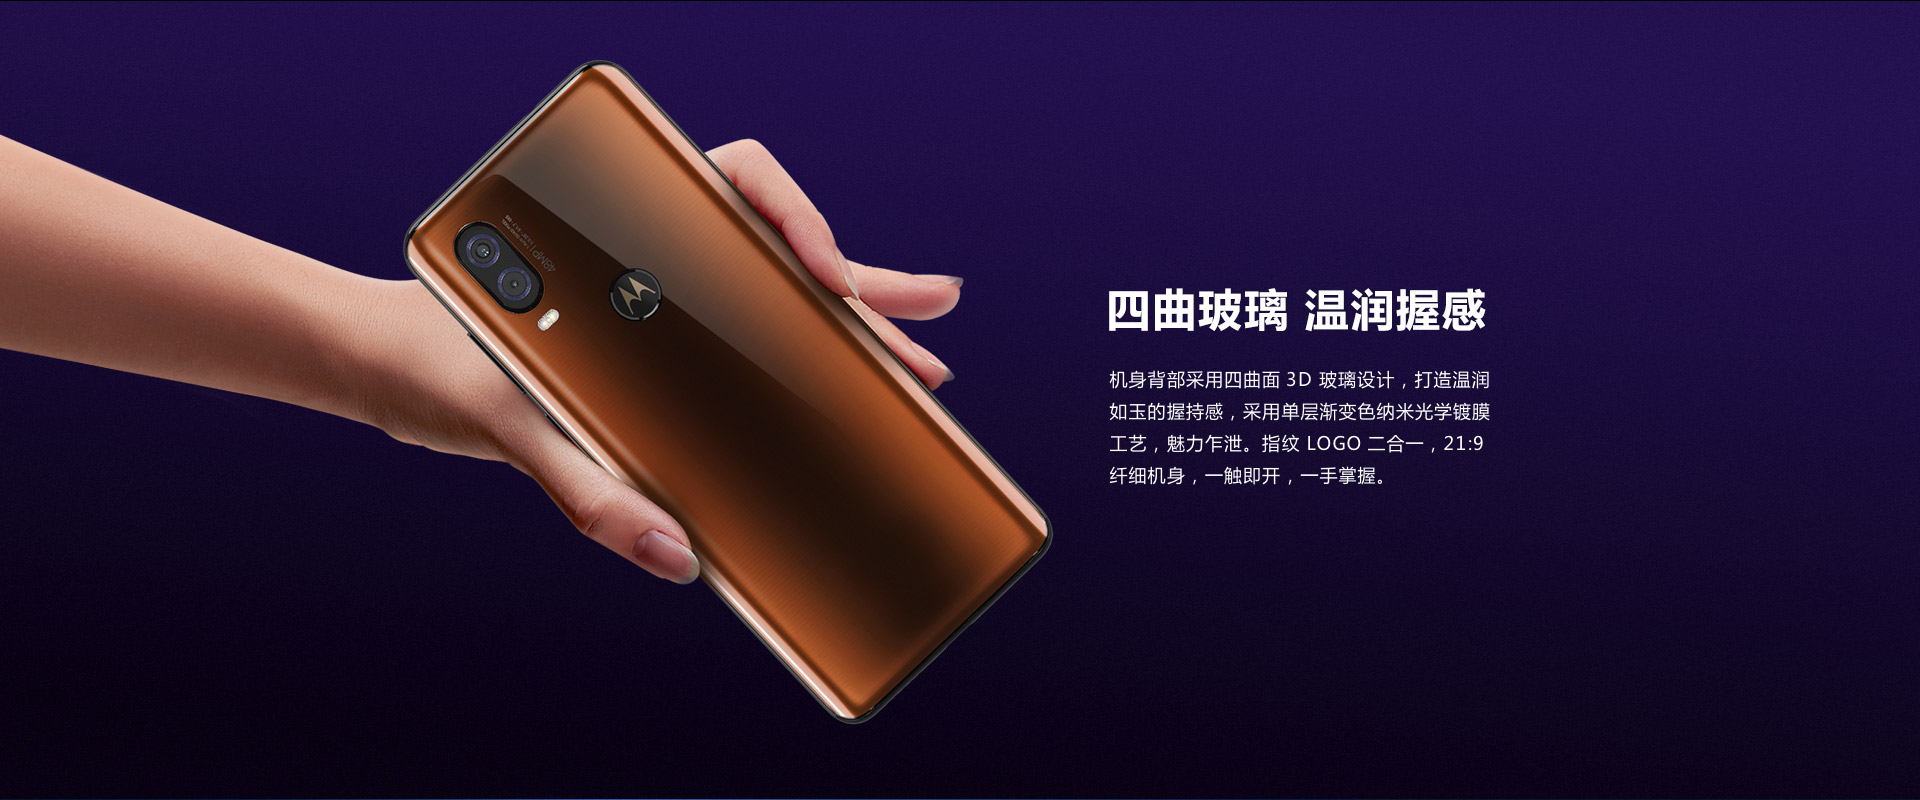 四曲玻璃 温润握感
机身背部采用四曲面 3D 玻璃设计，打造温润
如玉的握持感，采用单层渐变色纳米光学镀膜
工艺，魅力乍泄。指纹 LOGO 二合一，21:9
纤细机身，一触即开，一手掌握。
48MP